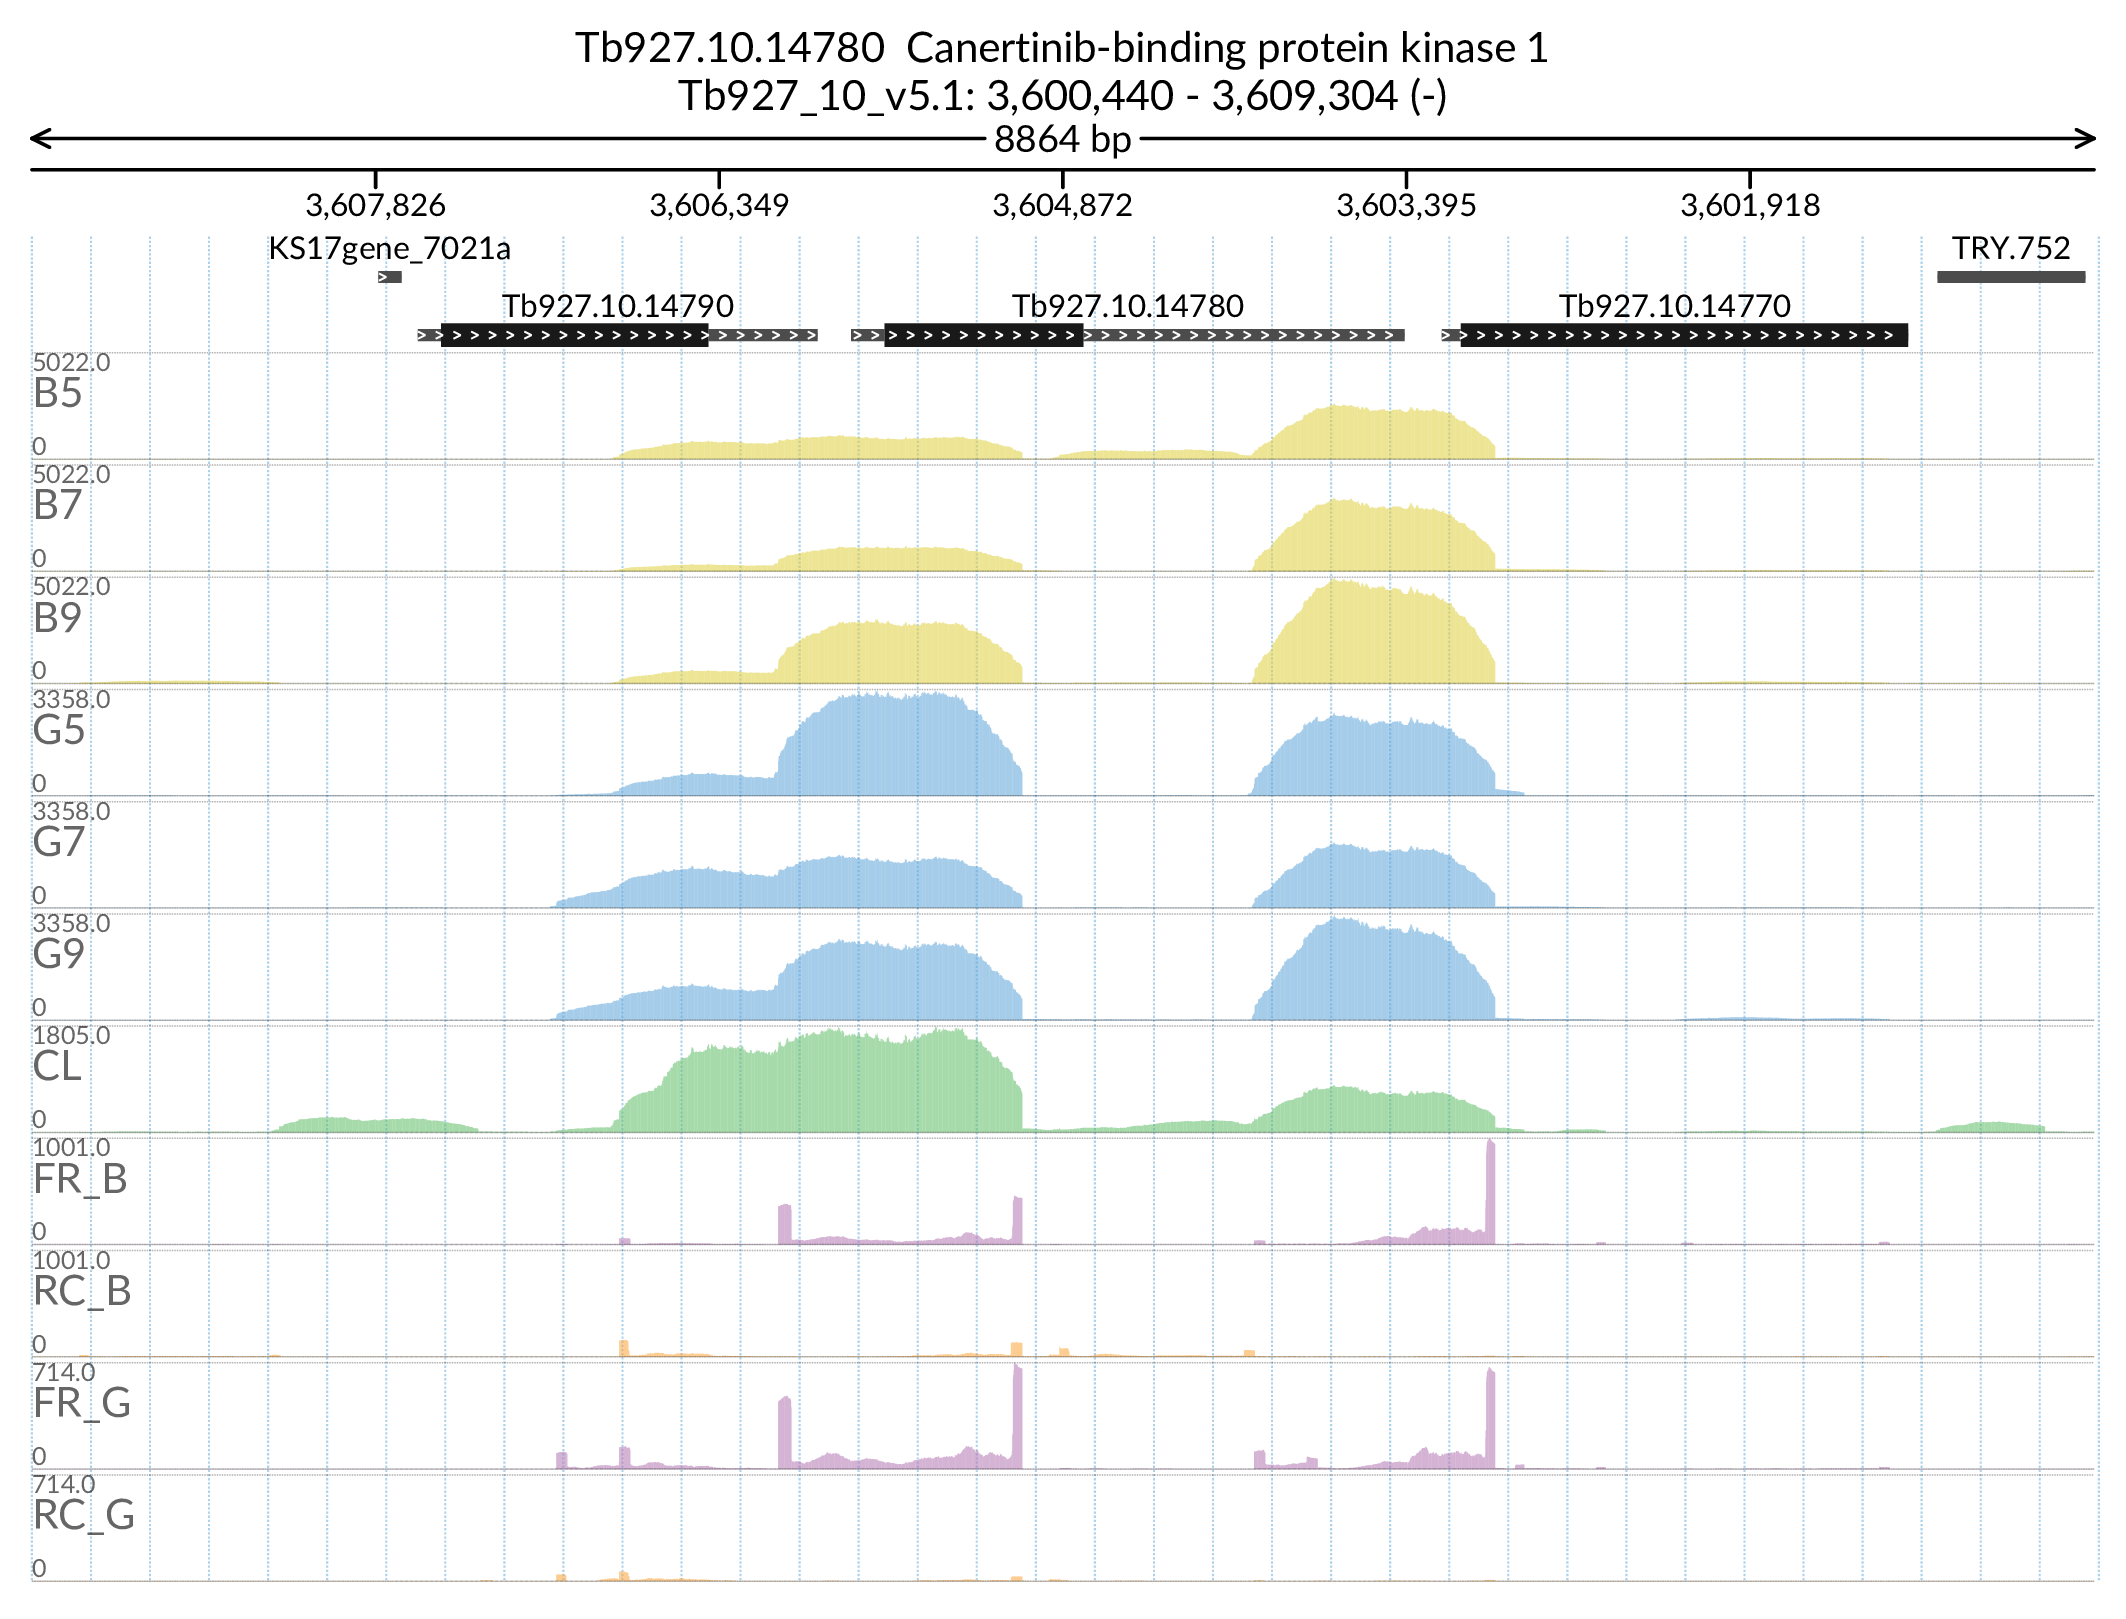 Tb927.10.14780  Canertinib-binding protein kinase 1
Tb927_10_v5.1: 3,600,440 - 3,609,304 (-)
8864 bp
3,607,826 3,606,349 3,604,872 3,603,395 3,601,918
KS17gene_7021a TRY.752
Tb927.10.14790 Tb927.10.14780 Tb927.10.14770
5022.0
B5
0
5022.0
B7
0
5022.0
B9
0
3358.0
G5
0
3358.0
G7
0
3358.0
G9
0
1805.0
CL
0
1001.0
FR_B
0
1001.0
RC_B
0
714.0
FR_G
0
714.0
RC_G
0